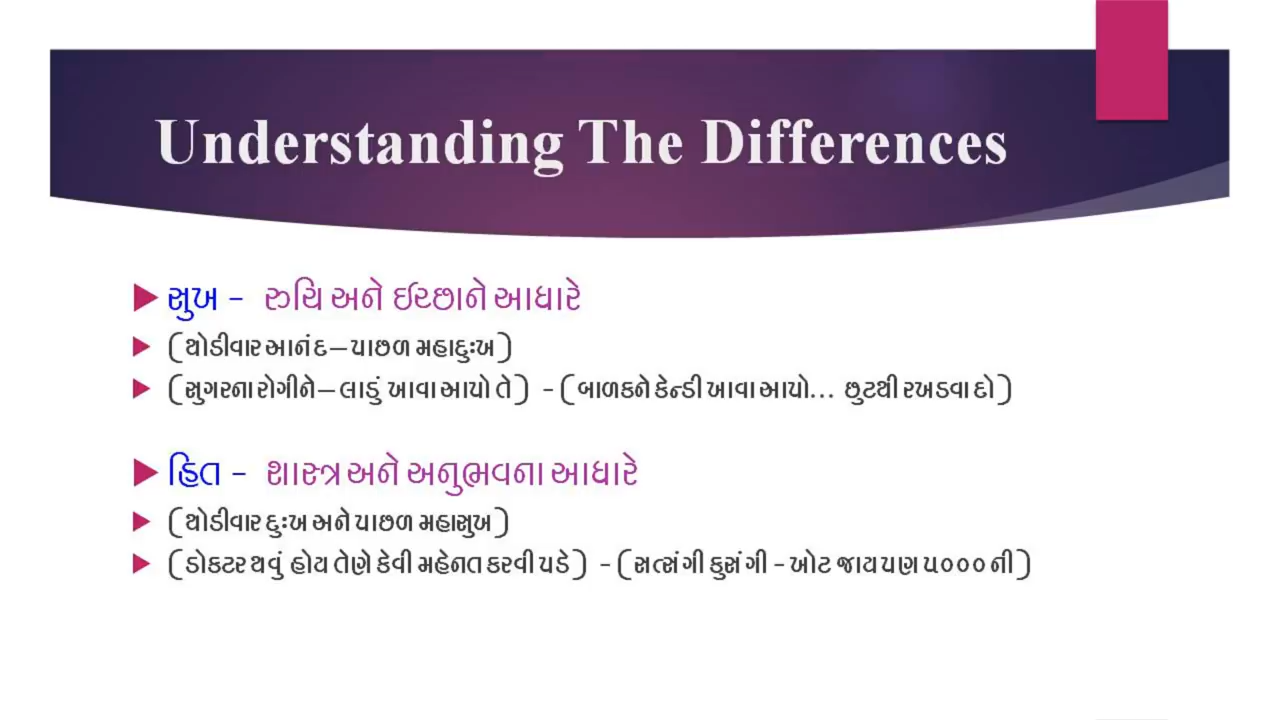 Understanding The Differences
સુખ – રુચિ અને ઈચ્છાને આધારે
(થોડીવાર આનંદ – પાછળ મહાદુઃખ)
(સુગરના રોગીને – લાડું ખાવા આપો તે) - (બાળકને કેન્ડી ખાવા આપો... છુટથી રખડવા દો)
હિત – શાસ્ત્ર અને અનુભવના આધારે
(થોડીવાર દુઃખ અને પાછળ મહાસુખ)
(ડોકટર થવું હોય તેણે કેવી મહેનત કરવી પડે) - (સત્સંગી કુસંગી - ખોટ જાય પણ ૫૦૦૦ ની)